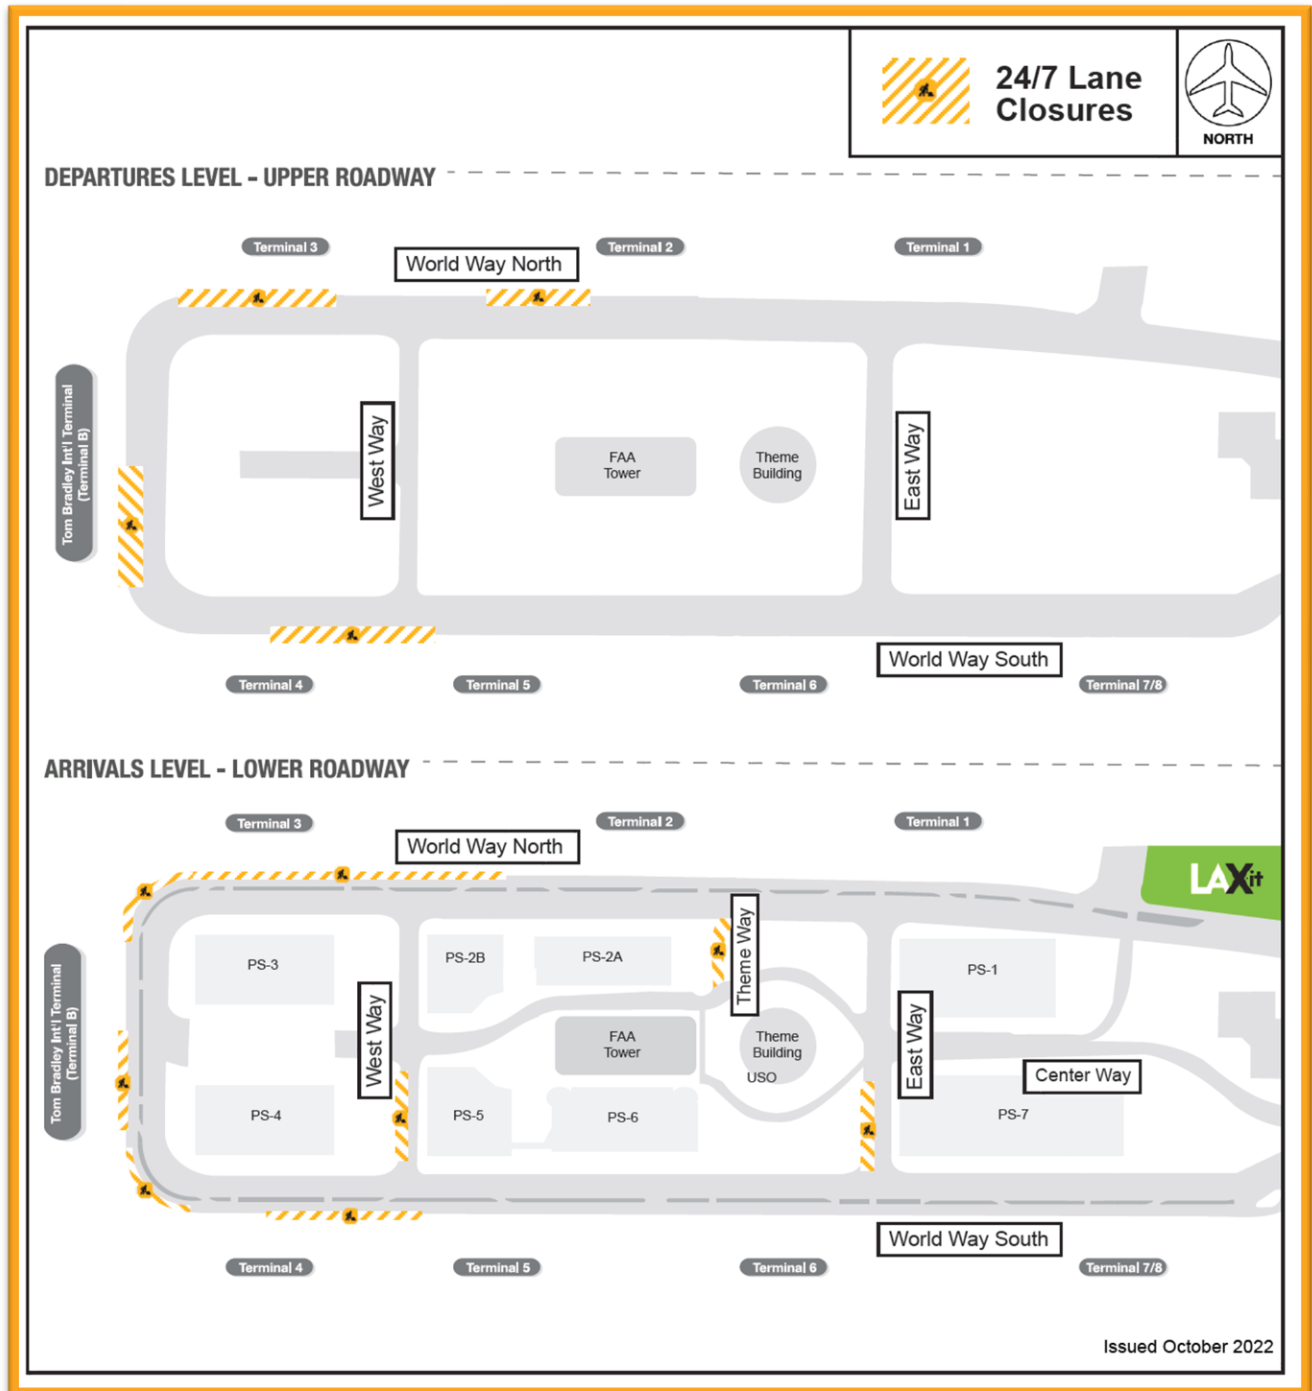 24/7 Lane
Closures
NORTH
DEPARTURES LEVEL - UPPER ROADWAY
Terminal 3
World Way North
Terminal 2
Terminal 1
Tom Bradley Int'l Terminal
(Terminal B)
West Way
FAA
Tower
Theme
Building
East Way
World Way South
Terminal 4
Terminal 5
Terminal 6
Terminal 7/8
ARRIVALS LEVEL - LOWER ROADWAY
Terminal 3
World Way North
Terminal 2
Terminal 1
LAXit
Theme Way
PS-3
PS-2B
PS-2A
PS-1
Tom Bradley Int'l Terminal
(Terminal B)
West Way
FAA
Tower
Theme
Building
USO
East Way
Center Way
PS-4
PS-5
PS-6
PS-7
World Way South
Terminal 4
Terminal 5
Terminal 6
Terminal 7/8
Issued October 2022